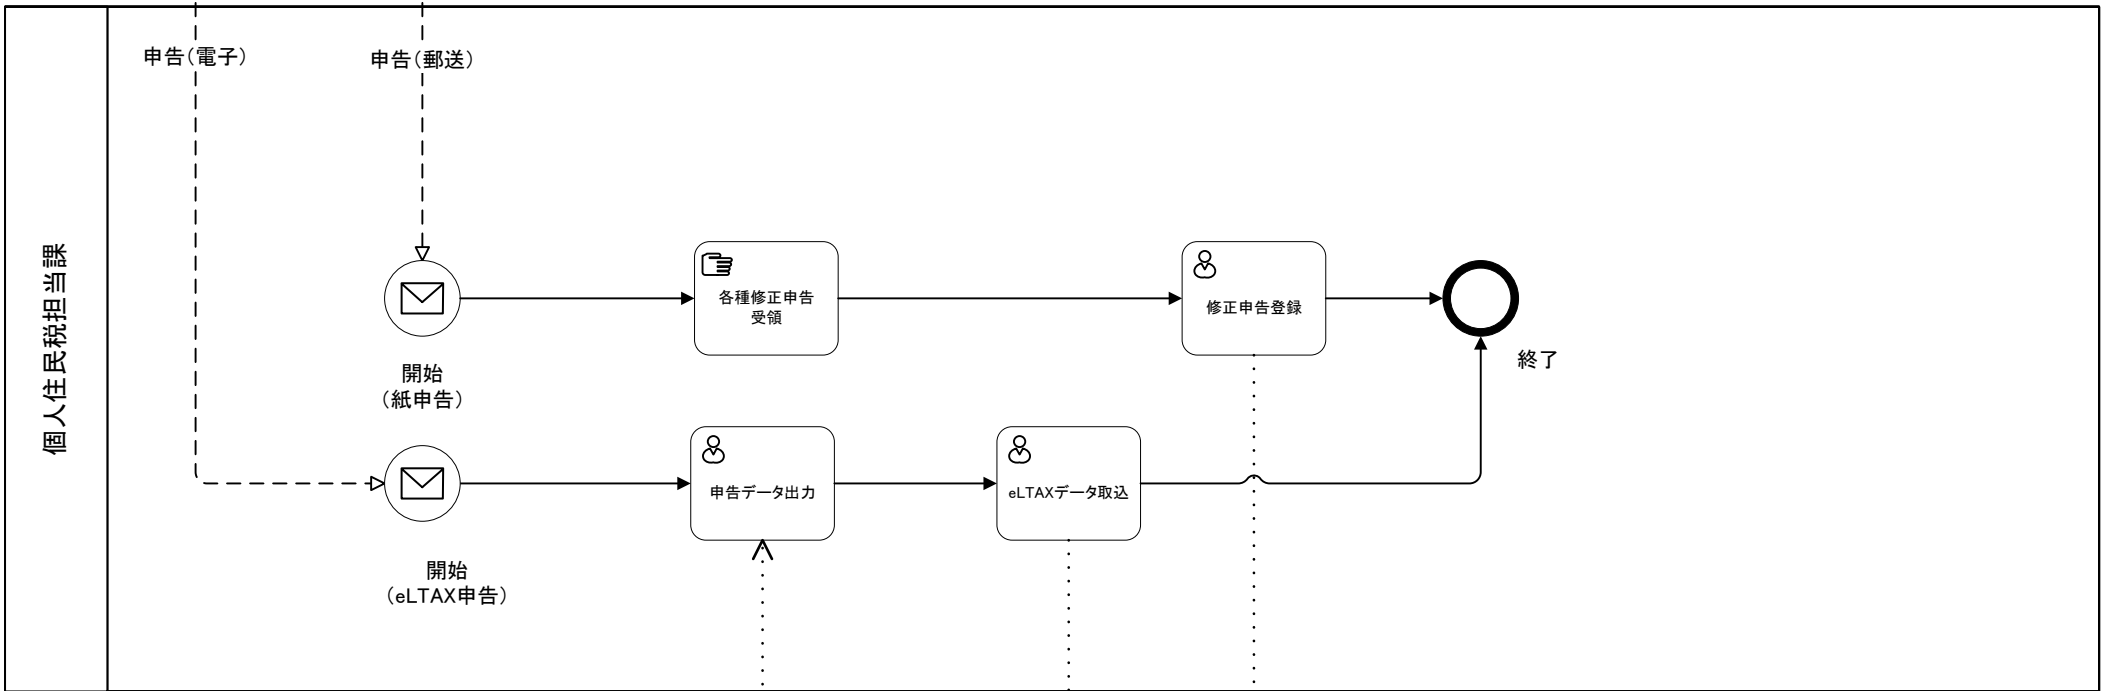 申告（電子）
申告（郵送）
個人住民税担当課
各種修正申告
受領
修正申告登録
終了
開始
（紙申告）
申告データ出力
eLTAXデータ取込
開始
（eLTAX申告）